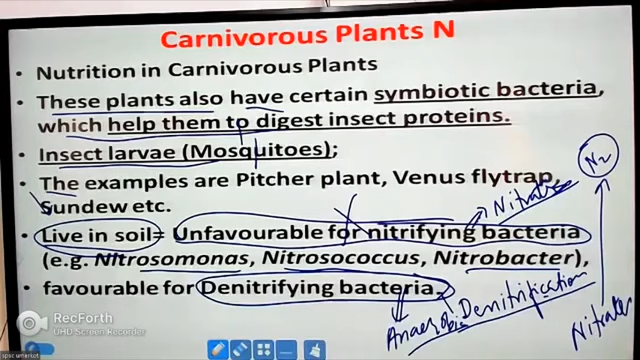 Carnivorous Plants N
• Nutrition in Carnivorous Plants
• These plants also have certain symbiotic bacteria,
which help them to digest insect proteins.
• Insect larvae (Mosquitoes);
• The examples are Pitcher plant, Venus flytrap,
Sundew etc.
• Live in soil= Unfavourable for nitrifying bacteria
(e.g. Nitrosomonas, Nitrosococcus, Nitrobacter),
• favourable for Denitrifying bacteria.
N2
Nitrate
Anaerobic Denitrification
Nitrates
RecForth
UHD Screen Recorder